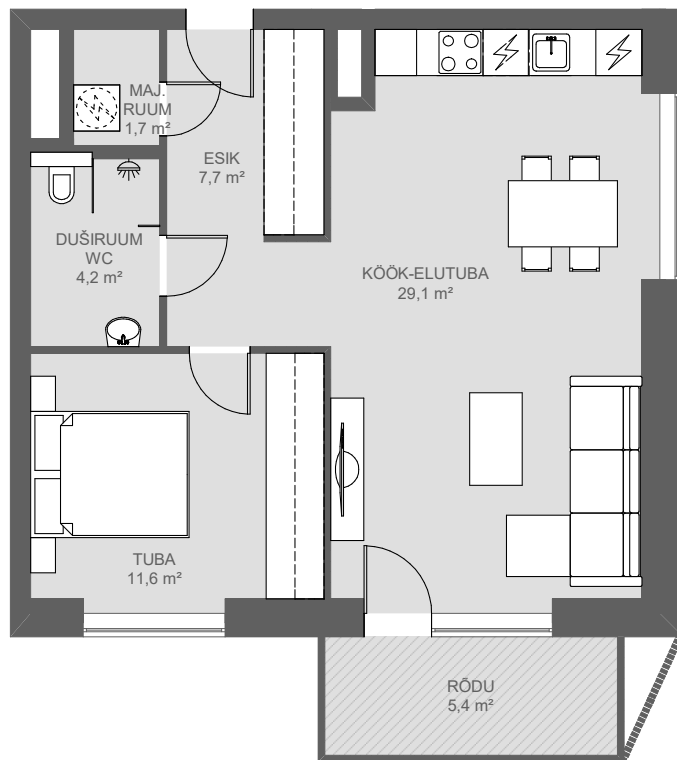 MAJ.
RUUM
1,7 m²
ESIK
7,7 m²
DUŠIRUUM
WC
4,2 m²
KÖÖK-ELUTUBA
29,1 m²
TUBA
11,6 m²
RÕDU
5,4 m²